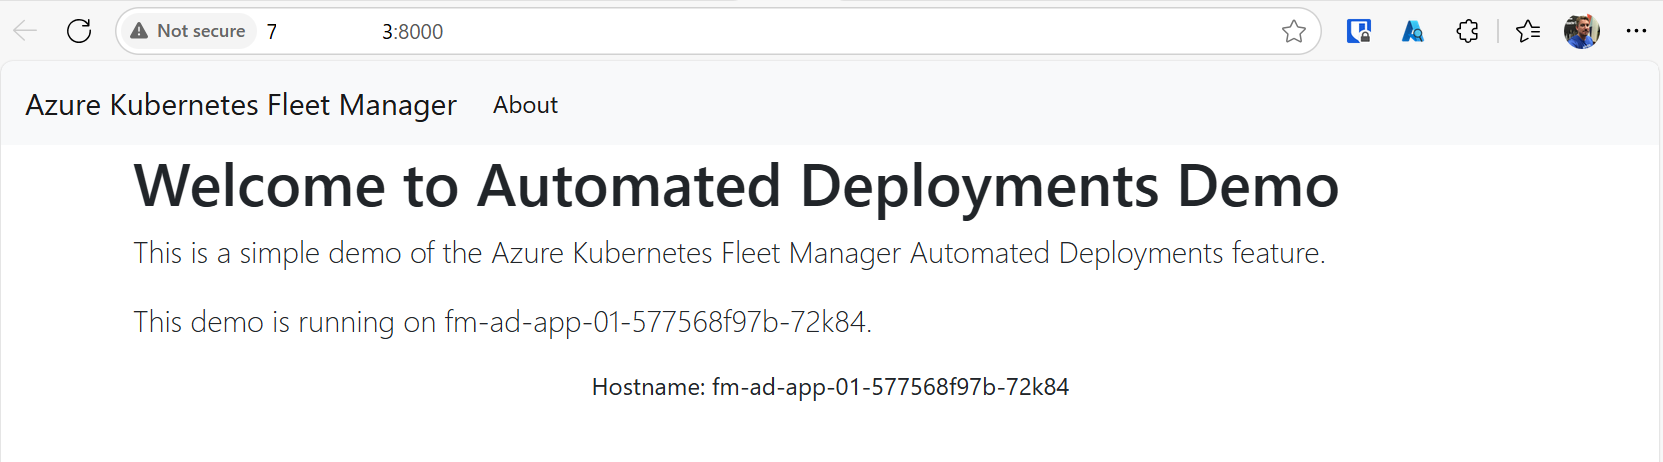 Not secure 7 3:8000
Azure Kubernetes Fleet Manager About
Welcome to Automated Deployments Demo
This is a simple demo of the Azure Kubernetes Fleet Manager Automated Deployments feature.
This demo is running on fm-ad-app-01-577568f97b-72k84.
Hostname: fm-ad-app-01-577568f97b-72k84